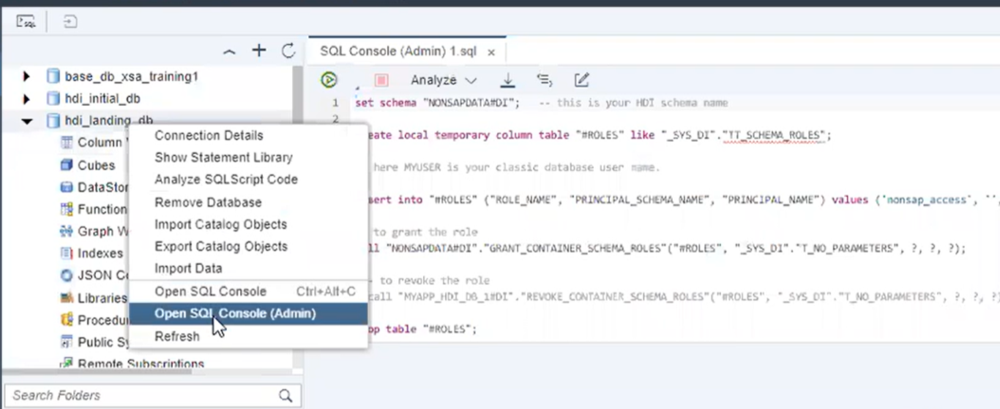 SQL
SQL Console (Admin) 1.sql ×
base_db_xsa_training1
hdi_initial_db
hdi_landing_db
Column
Cubes
DataStor
Function
Graph W
Indexes
JSON Co
Libraries
Procedur
Public Sy
Remote Subscriptions
Search Folders
Connection Details
Show Statement Library
Analyze SQLScript Code
Remove Database
Import Catalog Objects
Export Catalog Objects
Import Data
Open SQL Console Ctrl+Alt+C
Open SQL Console (Admin)
Refresh
Analyze
1 set schema "NONSAPDATA#DI"; -- this is your HDI schema name
2
eate local temporary column table "#ROLES" like "_SYS_DI"."TT_SCHEMA_ROLES";
here MYUSER is your classic database user name.
sert into "#ROLES" ("ROLE_NAME", "PRINCIPAL_SCHEMA_NAME", "PRINCIPAL_NAME") values ('nonsap_access', '',
to grant the role
ll "NONSAPDATA#DI"."GRANT_CONTAINER_SCHEMA_ROLES"("#ROLES", "_SYS_DI"."T_NO_PARAMETERS", ?, ?, ?);
- to revoke the role
call "MYAPP_HDI_DB_1#DI"."REVOKE_CONTAINER_SCHEMA_ROLES"("#ROLES", "_SYS_DI"."T_NO_PARAMETERS", ?, ?, ?)
op table "#ROLES";